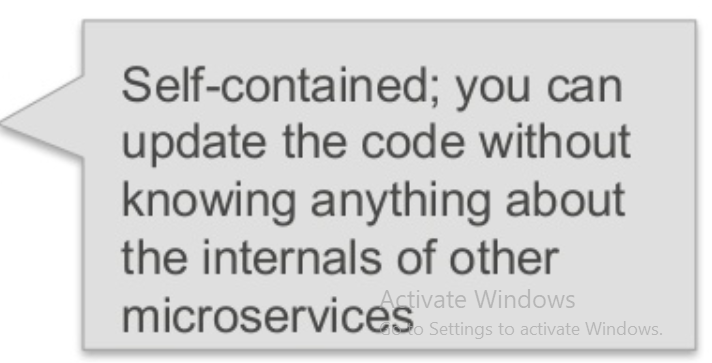 Self-contained; you can
update the code without
knowing anything about
the internals of other
microservices
Activate Windows
Go to Settings to activate Windows.